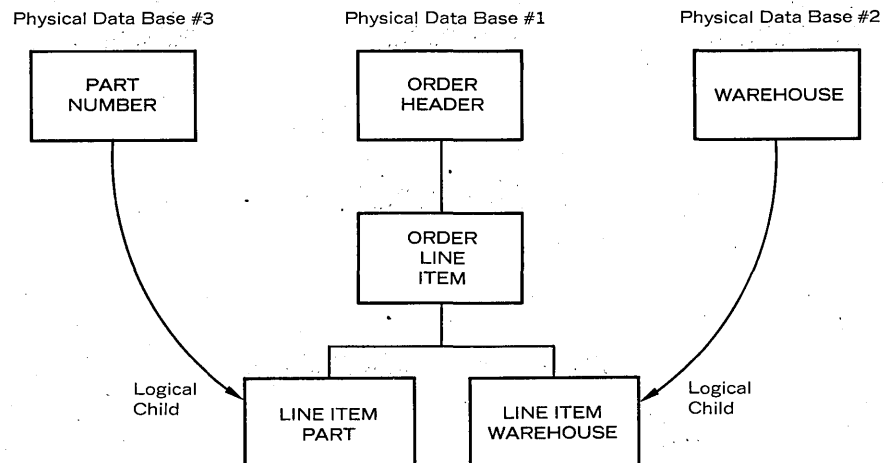 Physical Data Base #3
Physical Data Base #1
Physical Data Base #2
PART
NUMBER
ORDER
HEADER
WAREHOUSE
ORDER
LINE
ITEM
Logical
Child
LINE ITEM
PART
LINE ITEM
WAREHOUSE
Logical
Child